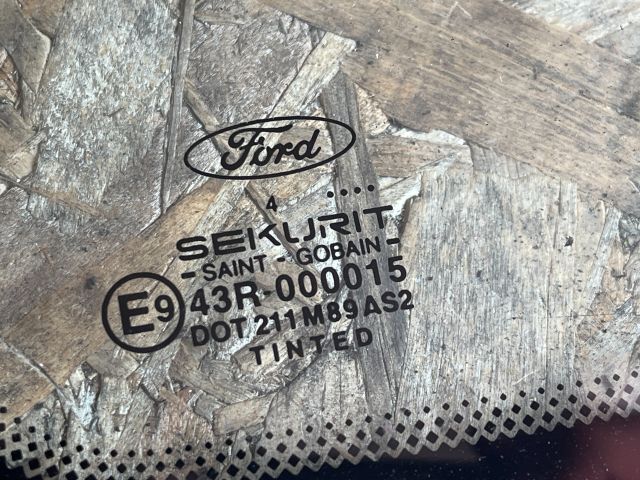 Ford
4 ....
SEKURIT
- SAINT - GOBAIN -
E9 43R-000015
DOT 211 M89 AS2
TINTED